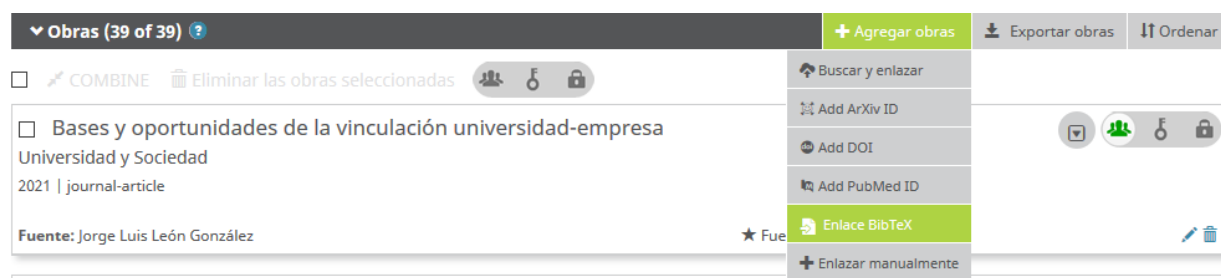 Obras (39 of 39) ?
+ Agregar obras
Exportar obras
Ordenar
COMBINE
Eliminar las obras seleccionadas
Buscar y enlazar
Add ArXiv ID
Add DOI
Add PubMed ID
Enlace BibTeX
+ Enlazar manualmente
Bases y oportunidades de la vinculación universidad-empresa
Universidad y Sociedad
2021 | journal-article
Fuente: Jorge Luis León González
★ Fue